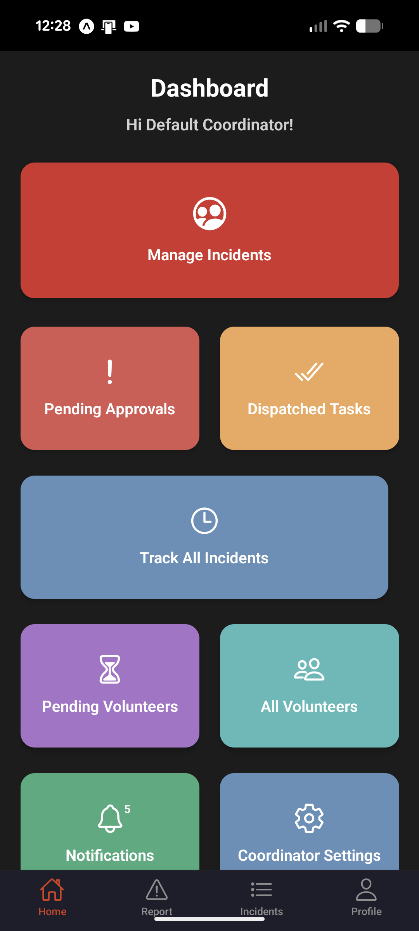 12:28
Dashboard
Hi Default Coordinator!
Manage Incidents
Pending Approvals
Dispatched Tasks
Track All Incidents
Pending Volunteers
All Volunteers
5
Notifications
Coordinator Settings
Home
Report
Incidents
Profile